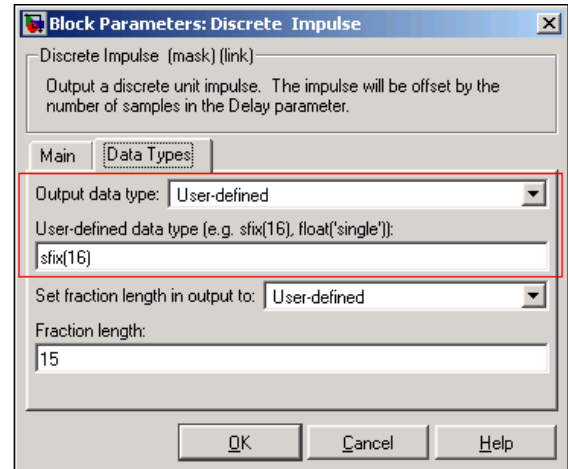 Block Parameters: Discrete Impulse
Discrete Impulse (mask) (link)
Output a discrete unit impulse. The impulse will be offset by the
number of samples in the Delay parameter.
Main Data Types
Output data type: User-defined
User-defined data type (e.g. sfix(16), float('single')):
sfix(16)
Set fraction length in output to: User-defined
Fraction length:
15
OK Cancel Help